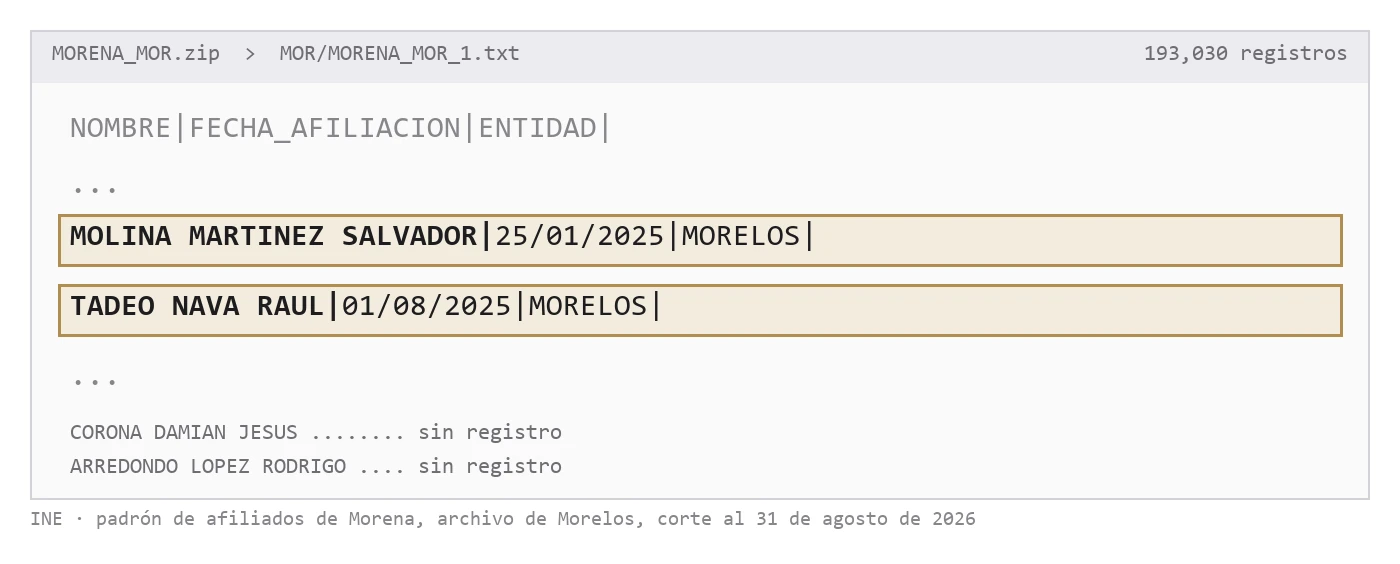 MORENA_MOR.zip > MOR/MORENA_MOR_1.txt 193,030 registros
NOMBRE|FECHA_AFILIACION|ENTIDAD|
...
MOLINA MARTINEZ SALVADOR|25/01/2025|MORELOS|
TADEO NAVA RAUL|01/08/2025|MORELOS|
...
CORONA DAMIAN JESUS ........ sin registro
ARREDONDO LOPEZ RODRIGO .... sin registro
INE · padrón de afiliados de Morena, archivo de Morelos, corte al 31 de agosto de 2026